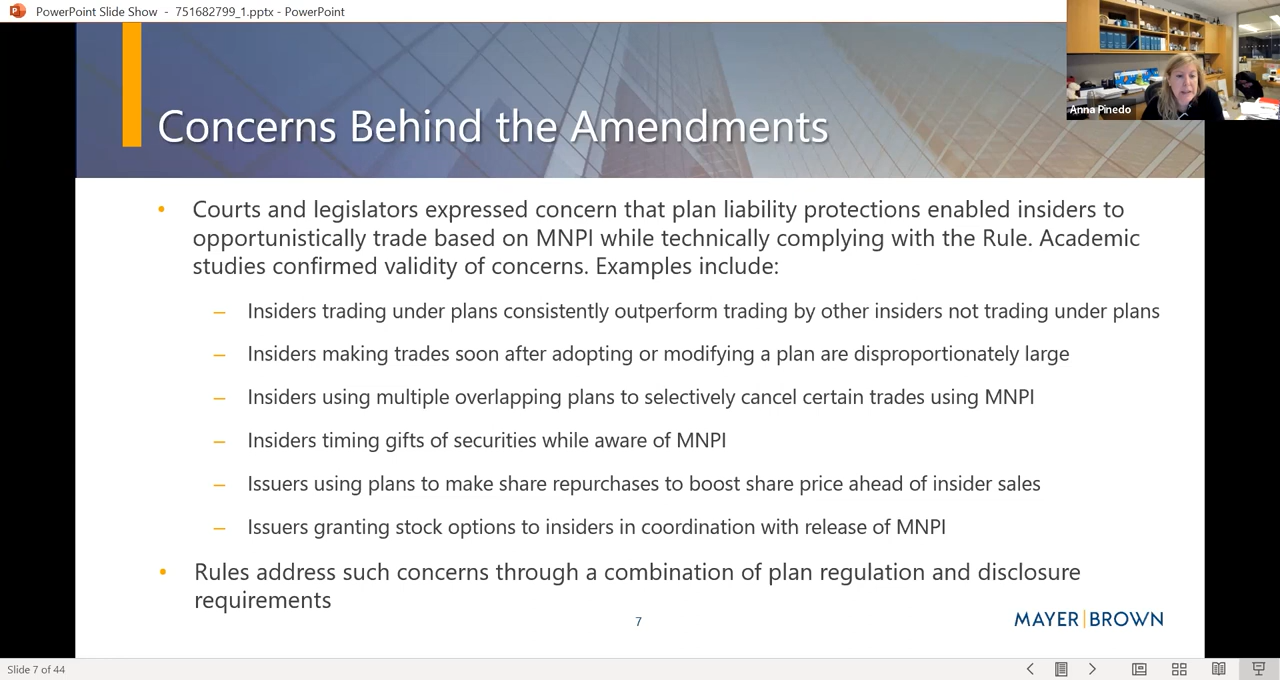 PowerPoint Slide Show - 751682799_1.pptx - PowerPoint
Anna Pinedo
Concerns Behind the Amendments
• Courts and legislators expressed concern that plan liability protections enabled insiders to
opportunistically trade based on MNPI while technically complying with the Rule. Academic
studies confirmed validity of concerns. Examples include:
– Insiders trading under plans consistently outperform trading by other insiders not trading under plans
– Insiders making trades soon after adopting or modifying a plan are disproportionately large
– Insiders using multiple overlapping plans to selectively cancel certain trades using MNPI
– Insiders timing gifts of securities while aware of MNPI
– Issuers using plans to make share repurchases to boost share price ahead of insider sales
– Issuers granting stock options to insiders in coordination with release of MNPI
• Rules address such concerns through a combination of plan regulation and disclosure
requirements
7
MAYER|BROWN
Slide 7 of 44